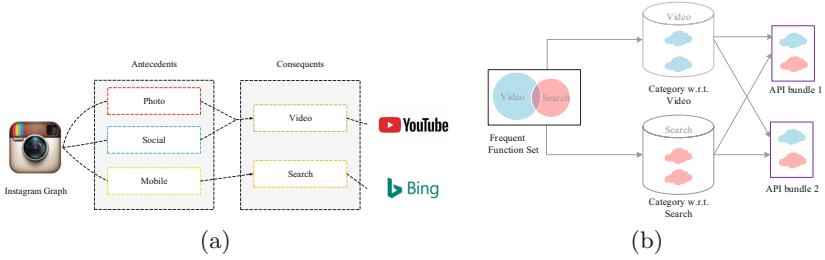 Antecedents
Consequents
Photo
Social
Mobile
Video
Search
Instagram Graph
YouTube
Bing
(a)
Video
Search
Frequent
Function Set
Video
Category w.r.t.
Video
Search
Category w.r.t.
Search
API bundle 1
API bundle 2
(b)